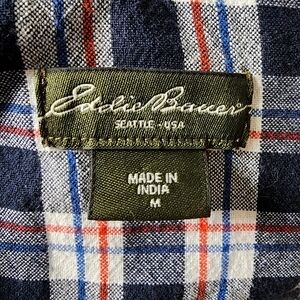 Eddie Bauer
SEATTLE - USA
MADE IN
INDIA
M